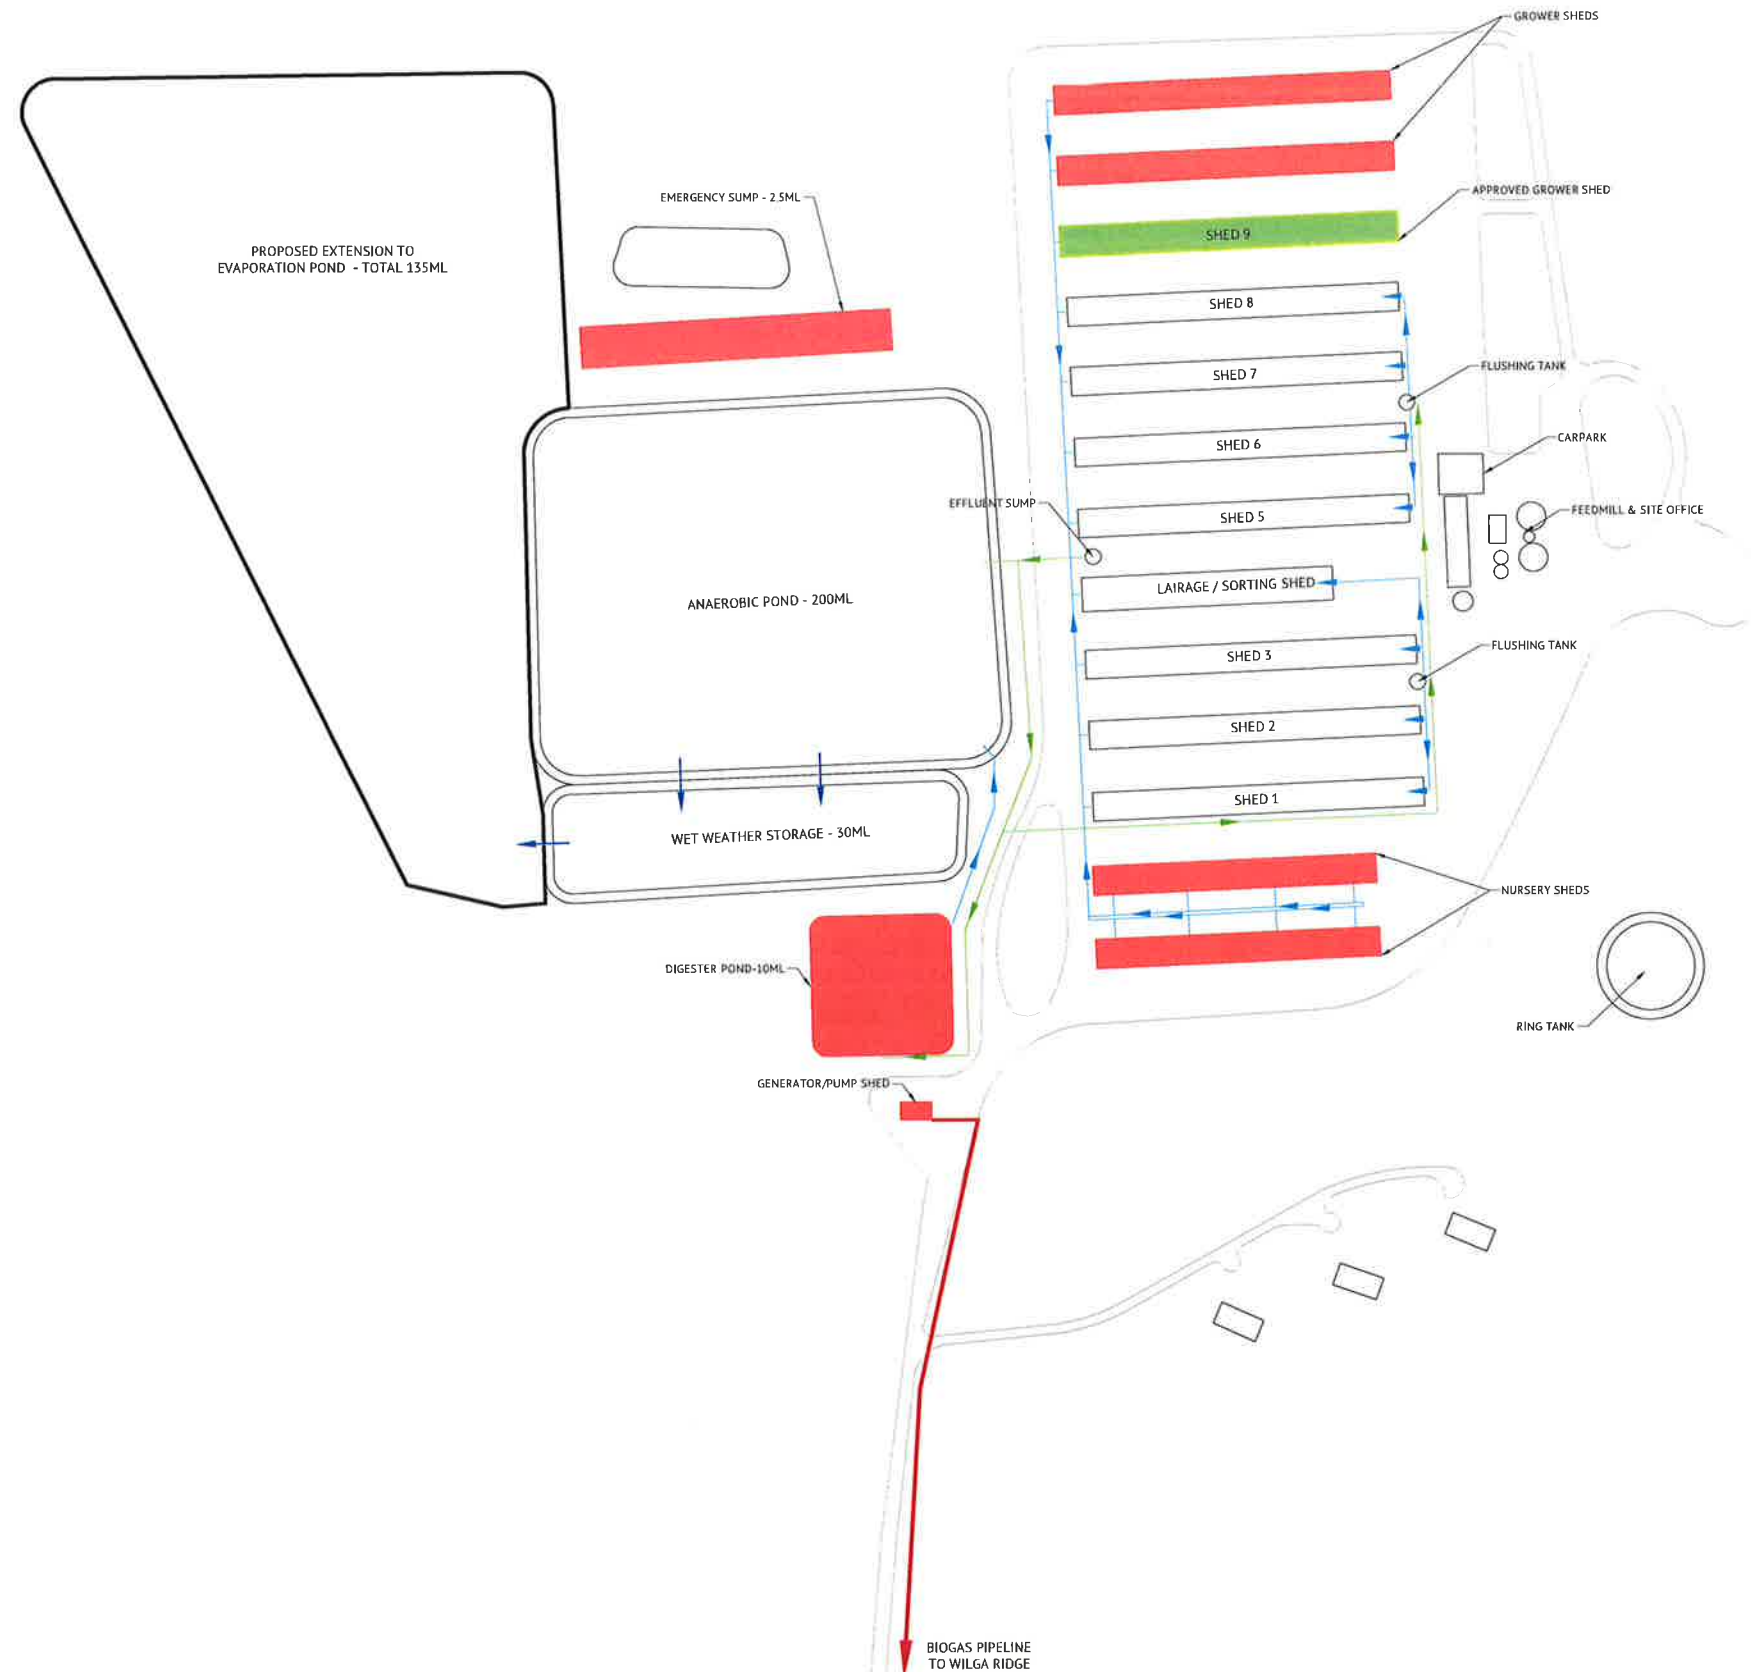 GROWER SHEDS
APPROVED GROWER SHED
EMERGENCY SUMP - 2.5ML
PROPOSED EXTENSION TO
EVAPORATION POND - TOTAL 135ML
SHED 9
SHED 8
SHED 7
FLUSHING TANK
SHED 6
CARPARK
EFFLUENT SUMP
SHED 5
FEEDMILL & SITE OFFICE
LAIRAGE / SORTING SHED
ANAEROBIC POND - 200ML
SHED 3
FLUSHING TANK
SHED 2
SHED 1
WET WEATHER STORAGE - 30ML
NURSERY SHEDS
DIGESTER POND-10ML
RING TANK
GENERATOR/PUMP SHED
BIOGAS PIPELINE
TO WILGA RIDGE